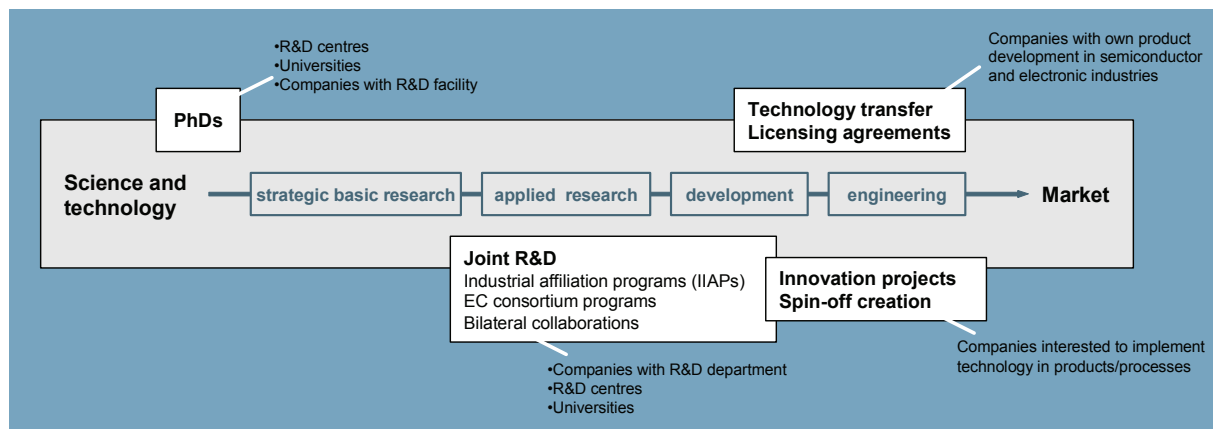 •R&D centres
•Universities
•Companies with R&D facility
PhDs
Companies with own product
development in semiconductor
and electronic industries
Technology transfer
Licensing agreements
Science and
technology
strategic basic research
applied research
development
engineering
Market
Joint R&D
Industrial affiliation programs (IIAPs)
EC consortium programs
Bilateral collaborations
Innovation projects
Spin-off creation
•Companies with R&D department
•R&D centres
•Universities
Companies interested to implement
technology in products/processes